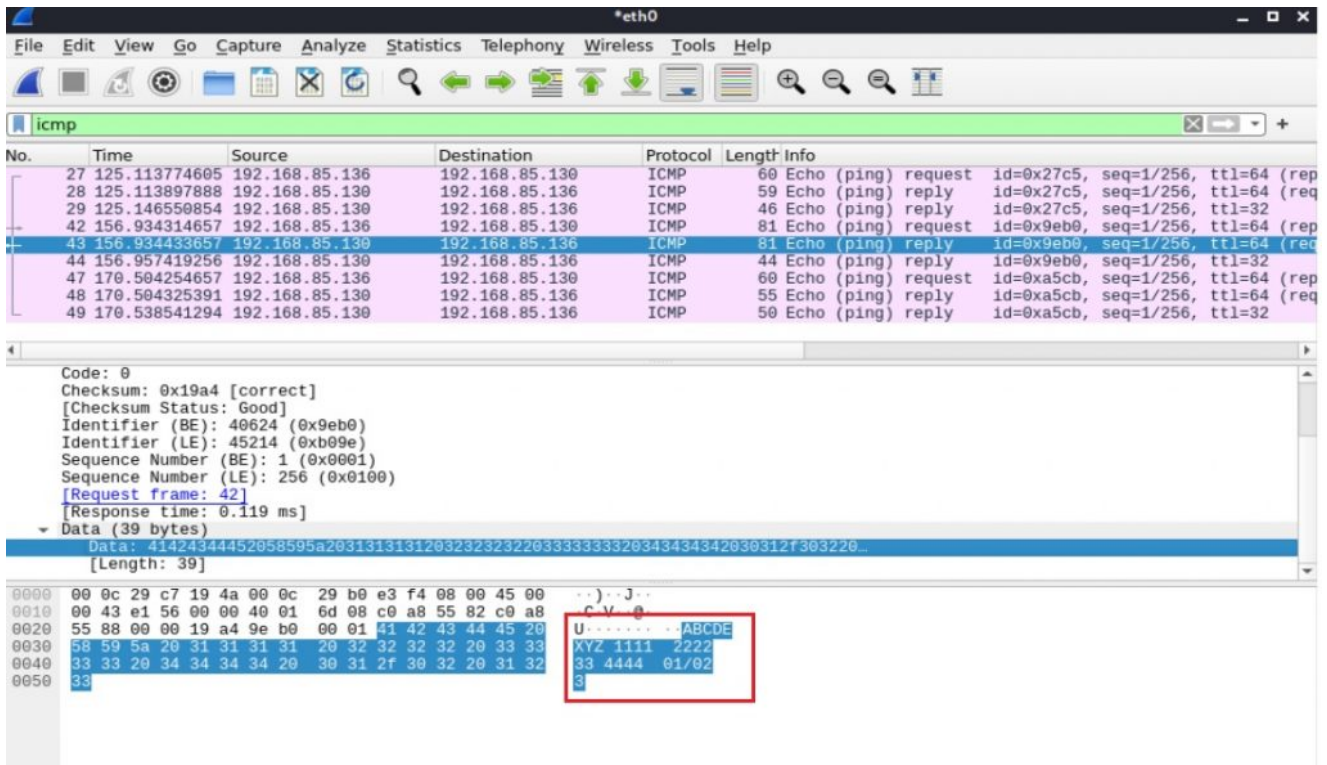 *eth0
File Edit View Go Capture Analyze Statistics Telephony Wireless Tools Help
icmp
No. Time Source Destination Protocol Length Info
27 125.113774605 192.168.85.136 192.168.85.130 ICMP 60 Echo (ping) request id=0x27c5, seq=1/256, ttl=64 (rep
28 125.113897888 192.168.85.130 192.168.85.136 ICMP 59 Echo (ping) reply id=0x27c5, seq=1/256, ttl=64 (req
29 125.146550854 192.168.85.130 192.168.85.136 ICMP 46 Echo (ping) reply id=0x27c5, seq=1/256, ttl=32
42 156.934314657 192.168.85.136 192.168.85.130 ICMP 81 Echo (ping) request id=0x9eb0, seq=1/256, ttl=64 (rep
43 156.934433657 192.168.85.130 192.168.85.136 ICMP 81 Echo (ping) reply id=0x9eb0, seq=1/256, ttl=64 (req
44 156.957419256 192.168.85.130 192.168.85.136 ICMP 44 Echo (ping) reply id=0x9eb0, seq=1/256, ttl=32
47 170.504254657 192.168.85.136 192.168.85.130 ICMP 60 Echo (ping) request id=0xa5cb, seq=1/256, ttl=64 (rep
48 170.504325391 192.168.85.130 192.168.85.136 ICMP 55 Echo (ping) reply id=0xa5cb, seq=1/256, ttl=64 (req
49 170.538541294 192.168.85.130 192.168.85.136 ICMP 50 Echo (ping) reply id=0xa5cb, seq=1/256, ttl=32
Code: 0
Checksum: 0x19a4 [correct]
[Checksum Status: Good]
Identifier (BE): 40624 (0x9eb0)
Identifier (LE): 45214 (0xb09e)
Sequence Number (BE): 1 (0x0001)
Sequence Number (LE): 256 (0x0100)
[Request frame: 42]
[Response time: 0.119 ms]
Data (39 bytes)
Data: 41424344452058595a20313131312032323232203333333320343434342030312f303220…
[Length: 39]
0000 00 0c 29 c7 19 4a 00 0c 29 b0 e3 f4 08 00 45 00 ··)··J··
0010 00 43 e1 56 00 00 40 01 6d 08 c0 a8 55 82 c0 a8 ·C·V··@·
0020 55 88 00 00 19 a4 9e b0 00 01 41 42 43 44 45 20 U······· ··ABCDE
0030 58 59 5a 20 31 31 31 31 20 32 32 32 32 20 33 33 XYZ 1111 2222
0040 33 33 20 34 34 34 34 20 30 31 2f 30 32 20 31 32 33 4444 01/02
0050 33 3